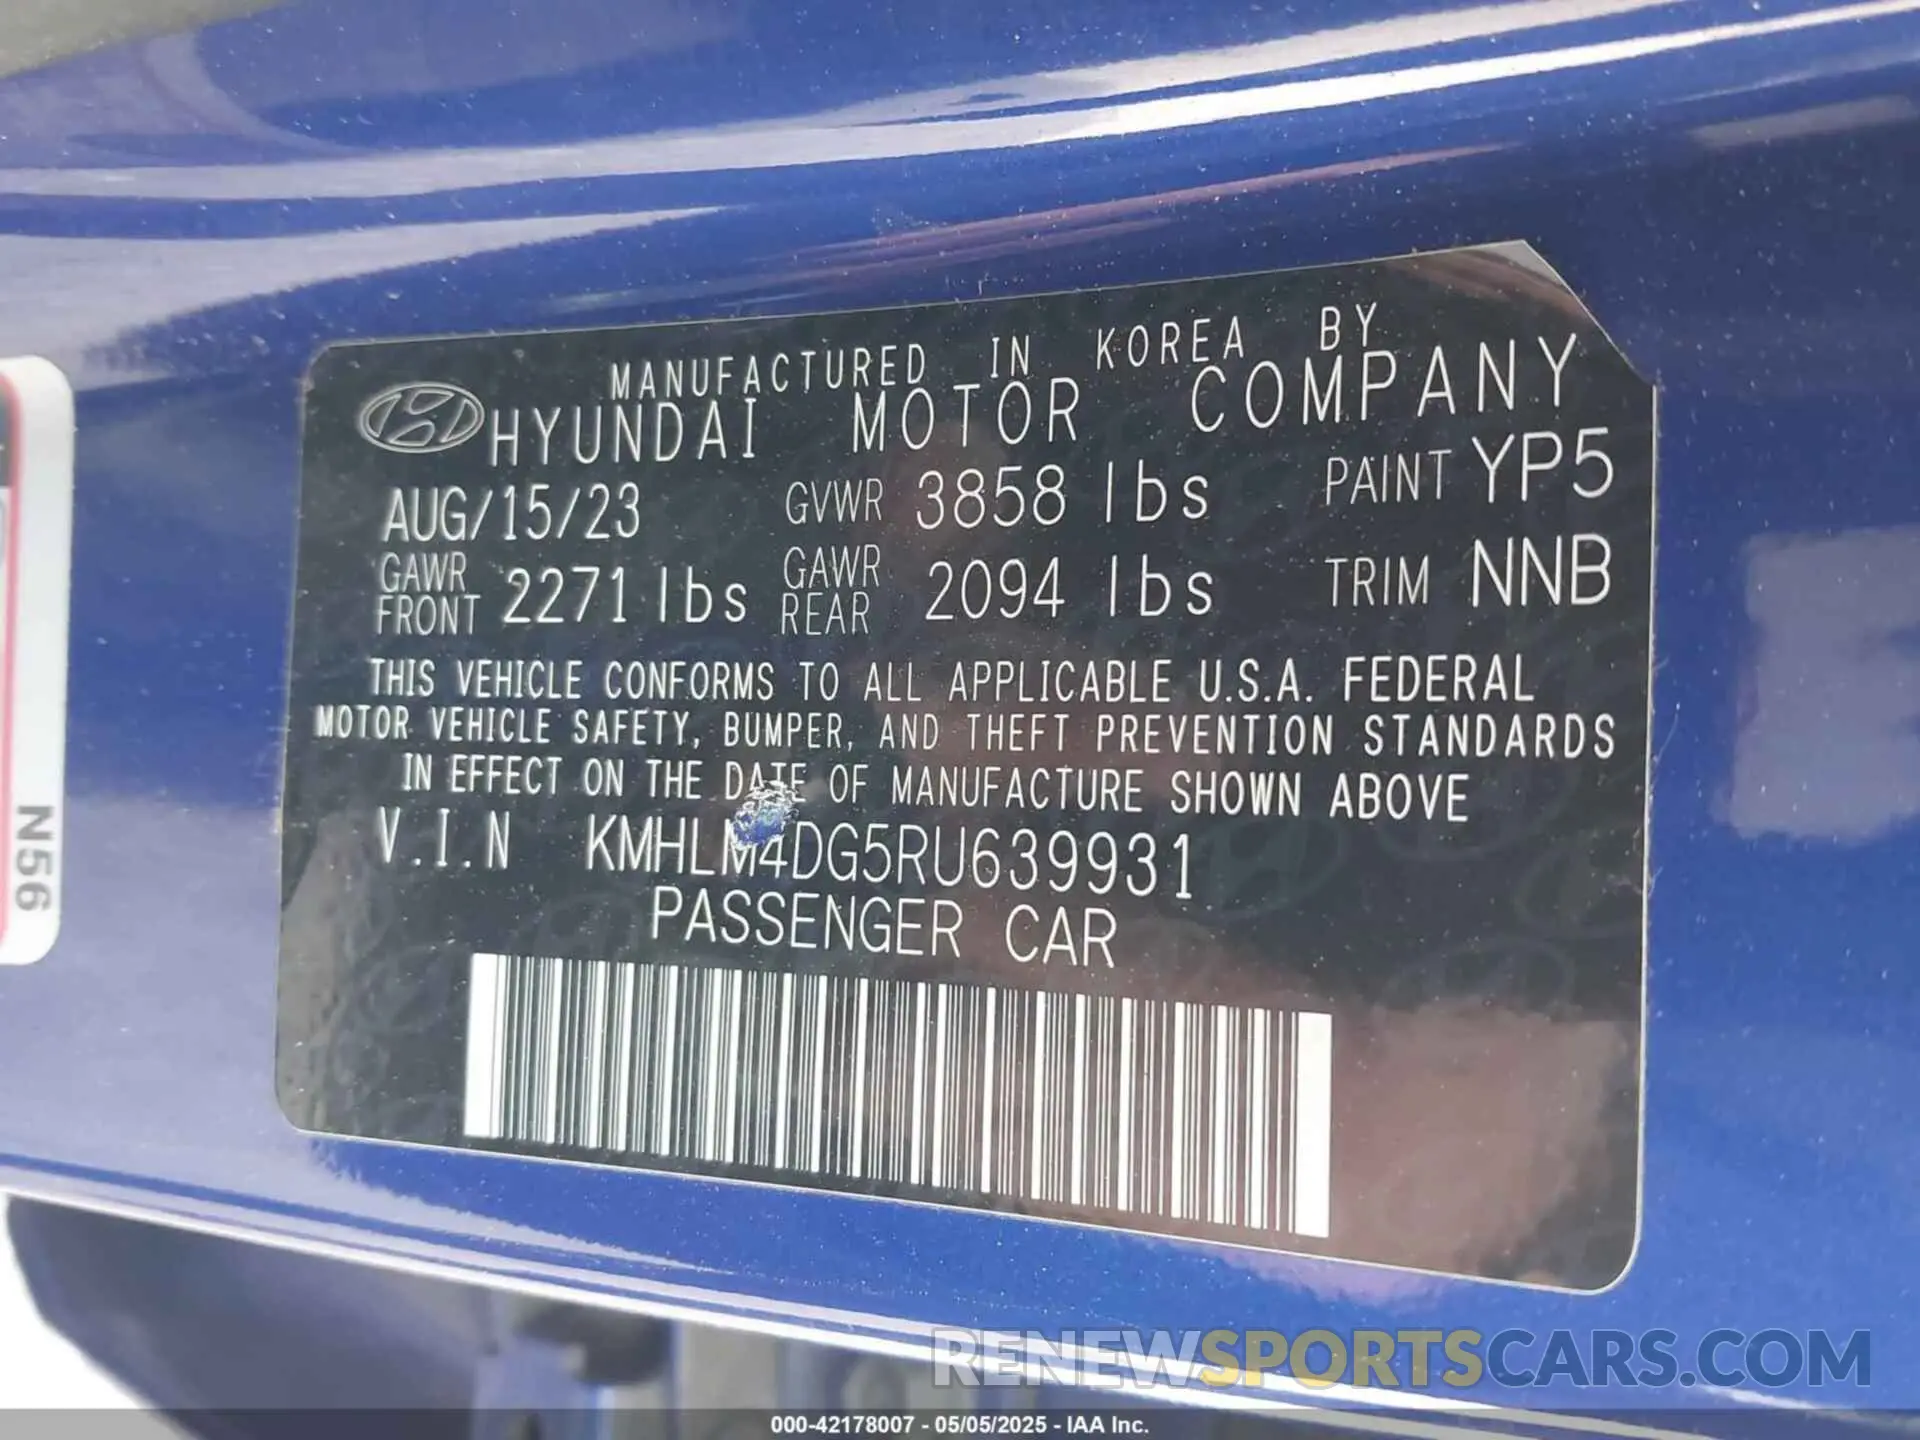 MANUFACTURED IN KOREA BY
HYUNDAI MOTOR COMPANY
AUG/15/23 GVWR 3858 lbs PAINT YP5
GAWR FRONT 2271 lbs GAWR REAR 2094 lbs TRIM NNB
THIS VEHICLE CONFORMS TO ALL APPLICABLE U.S.A. FEDERAL
MOTOR VEHICLE SAFETY, BUMPER, AND THEFT PREVENTION STANDARDS
IN EFFECT ON THE DATE OF MANUFACTURE SHOWN ABOVE
V.I.N KMHLM4DG5RU639931
PASSENGER CAR
N56
RENEWSPORTSCARS.COM
000-42178007 - 05/05/2025 - IAA Inc.